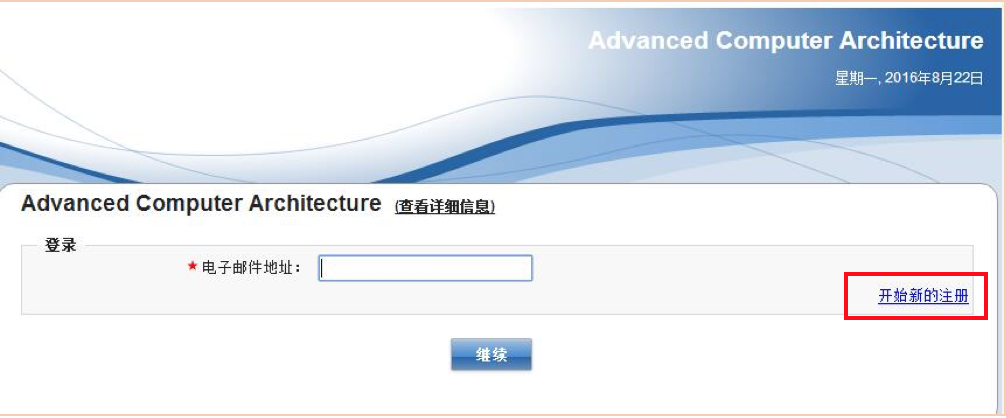 Advanced Computer Architecture
星期一, 2016年8月22日
Advanced Computer Architecture (查看详细信息)
登录
★电子邮件地址：
开始新的注册
继续